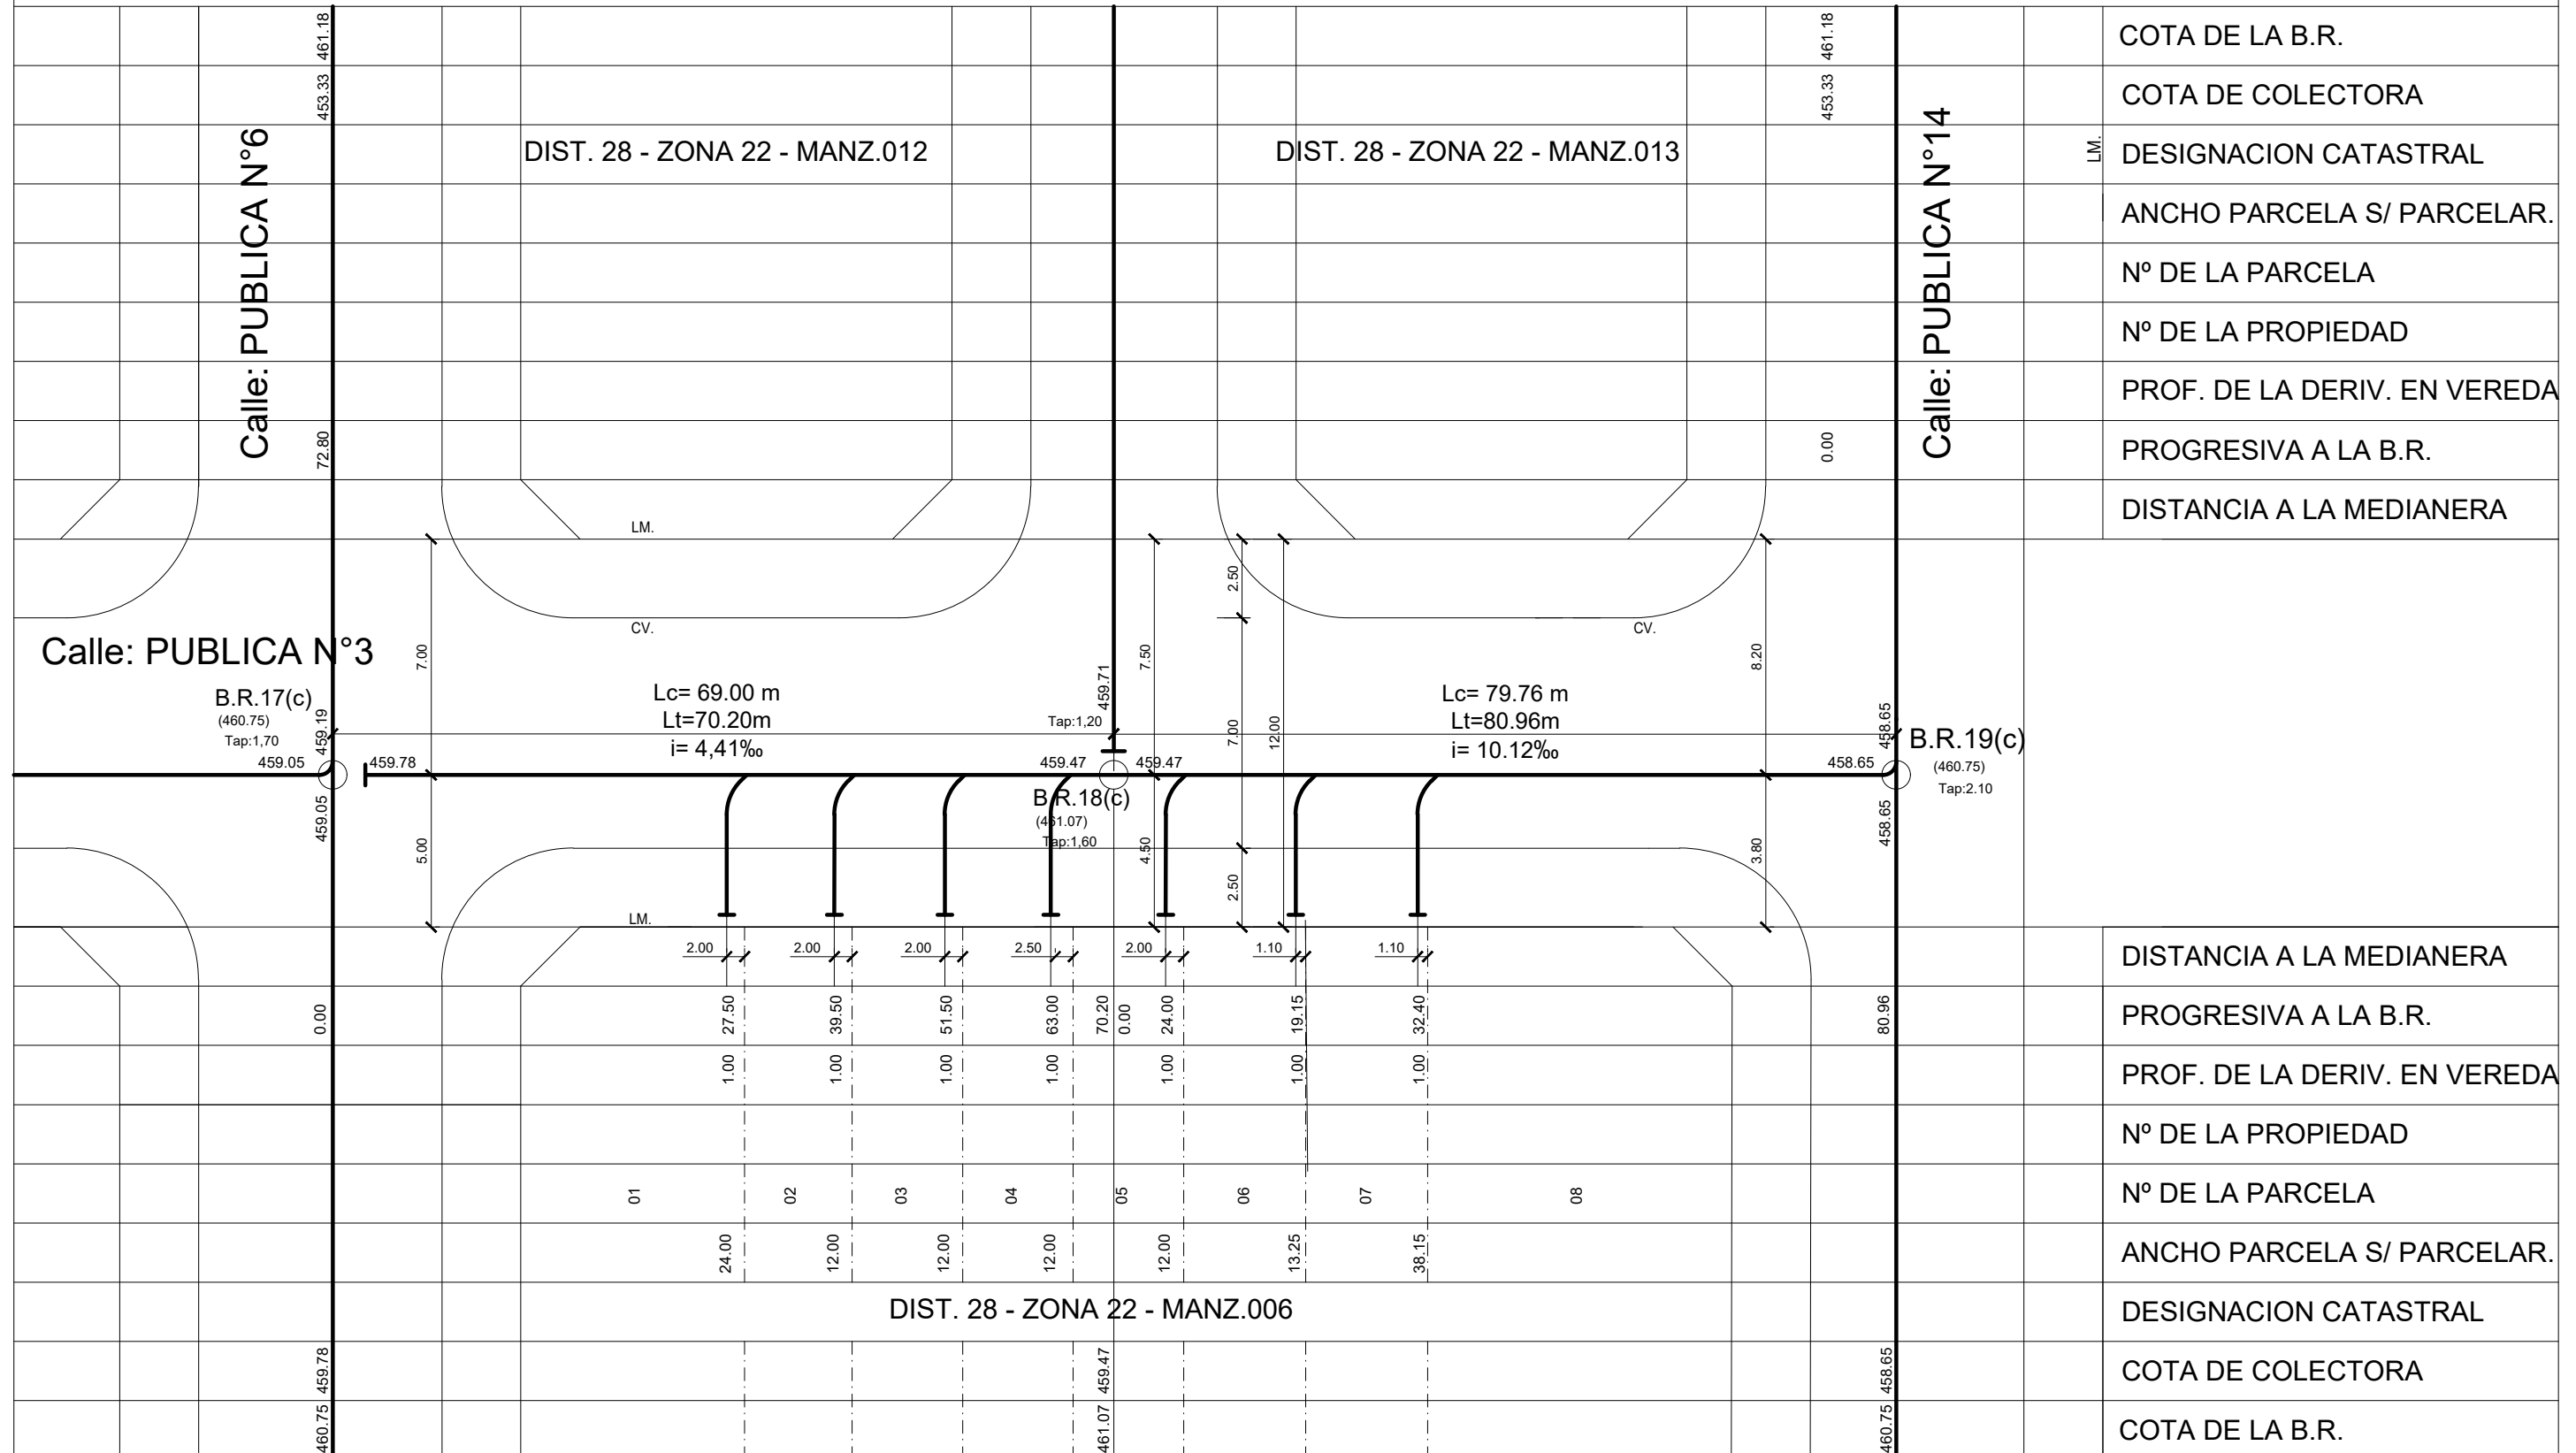 461.18
461.18
COTA DE LA B.R.
453.33
453.33
COTA DE COLECTORA
DIST. 28 - ZONA 22 - MANZ.012
DIST. 28 - ZONA 22 - MANZ.013
LM.
DESIGNACION CATASTRAL
Calle: PUBLICA N°6
Calle: PUBLICA N°14
ANCHO PARCELA S/ PARCELAR.
Nº DE LA PARCELA
Nº DE LA PROPIEDAD
PROF. DE LA DERIV. EN VEREDA
72.80
0.00
PROGRESIVA A LA B.R.
DISTANCIA A LA MEDIANERA
LM.
2.50
CV.
CV.
Calle: PUBLICA N°3
7.00
7.50
8.20
B.R.17(c)
(460.75)
Tap:1,70
459.19
Lc= 69.00 m
Lt=70.20m
i= 4,41‰
459.71
Tap:1,20
7.00
12.00
Lc= 79.76 m
Lt=80.96m
i= 10.12‰
458.65
B.R.19(c)
(460.75)
Tap:2.10
459.05
459.78
459.47
459.47
458.65
459.05
B.R.18(c)
(461.07)
Tap:1,60
458.65
5.00
4.50
2.50
3.80
LM.
2.00
2.00
2.00
2.50
2.00
1.10
1.10
DISTANCIA A LA MEDIANERA
0.00
27.50
39.50
51.50
63.00
70.20
0.00
24.00
19.15
32.40
80.96
PROGRESIVA A LA B.R.
1.00
1.00
1.00
1.00
1.00
1.00
1.00
PROF. DE LA DERIV. EN VEREDA
Nº DE LA PROPIEDAD
01
02
03
04
05
06
07
08
Nº DE LA PARCELA
24.00
12.00
12.00
12.00
12.00
13.25
38.15
ANCHO PARCELA S/ PARCELAR.
DIST. 28 - ZONA 22 - MANZ.006
DESIGNACION CATASTRAL
459.78
459.47
458.65
COTA DE COLECTORA
460.75
461.07
460.75
COTA DE LA B.R.